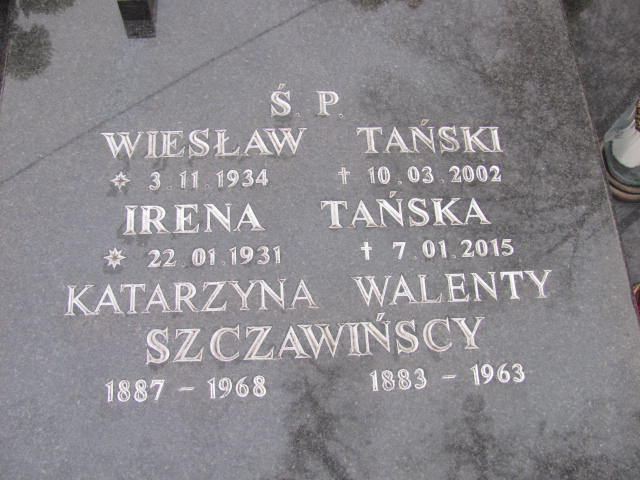 Ś. P.
WIESŁAW TAŃSKI
* 3.11.1934 † 10.03.2002
IRENA TAŃSKA
* 22.01.1931 † 7.01.2015
KATARZYNA WALENTY
SZCZAWIŃSCY
1887 - 1968 1883 - 1963